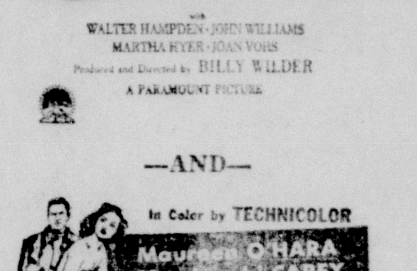 with
WALTER HAMPDEN · JOHN WILLIAMS
MARTHA HYER · JOAN VOHS
Produced and Directed by BILLY WILDER
A PARAMOUNT PICTURE
—AND—
In Color by TECHNICOLOR
Maureen O'HARA